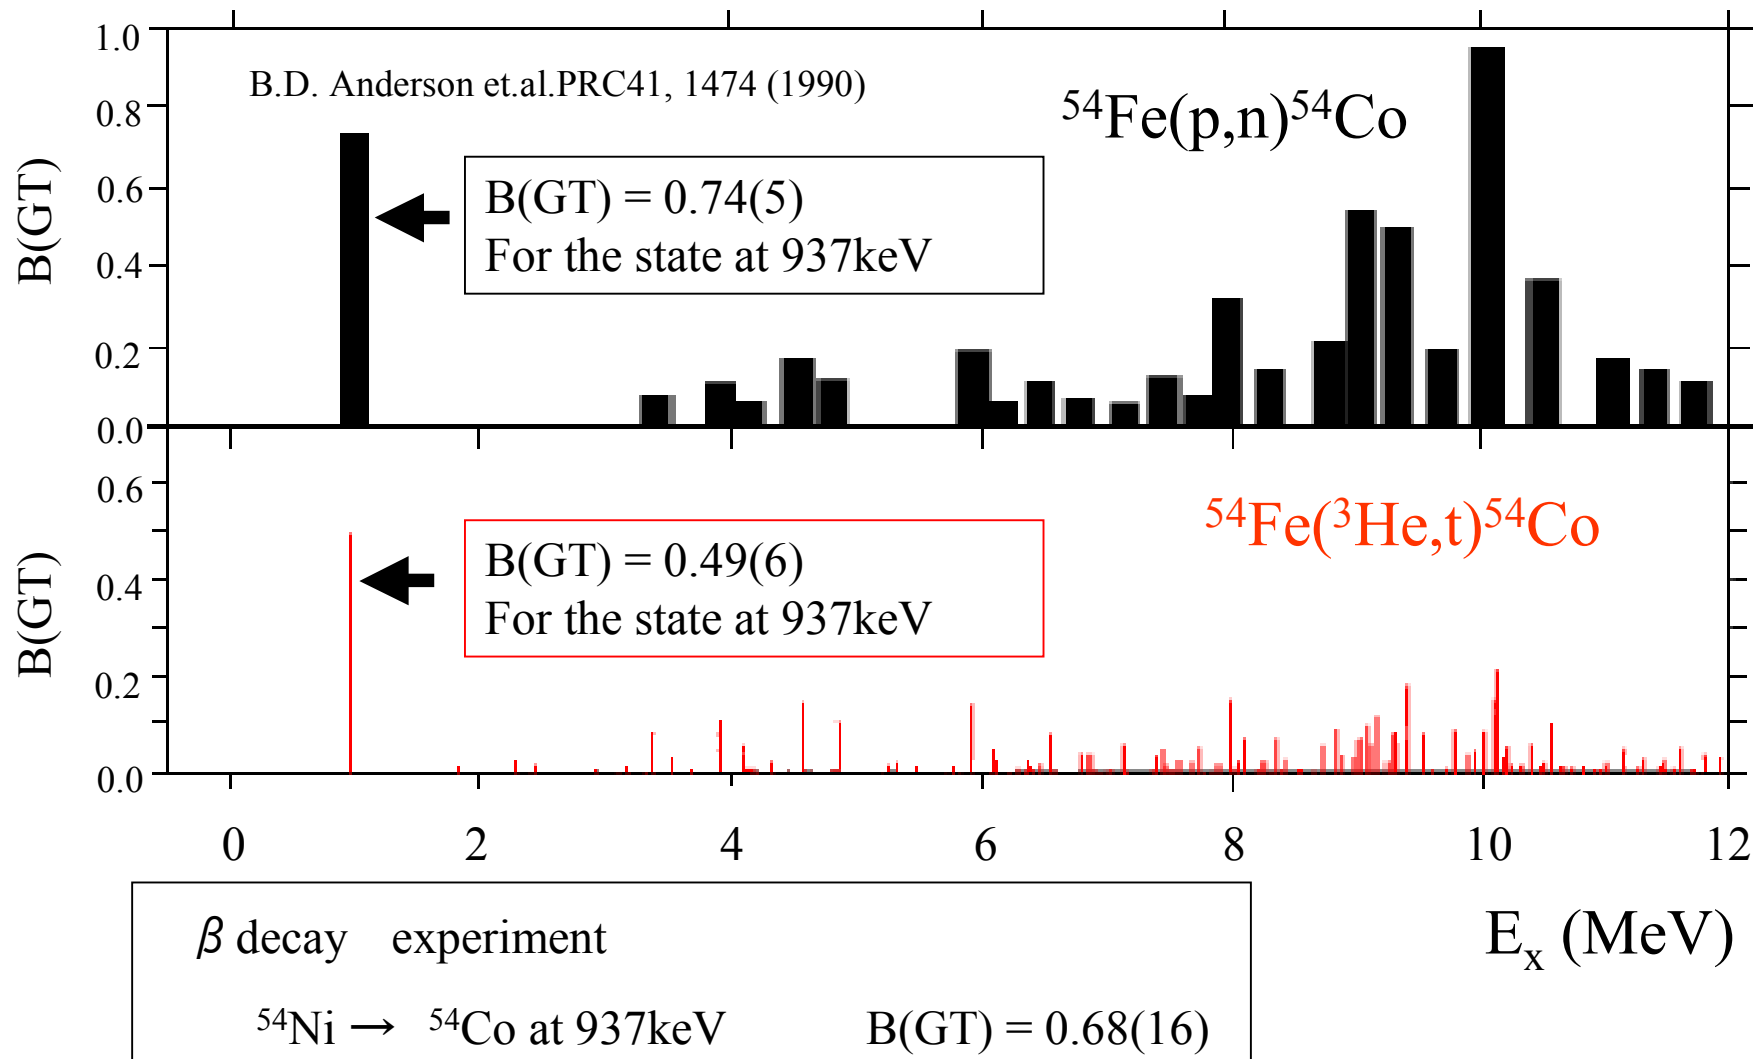 1.0
B.D. Anderson et.al.PRC41, 1474 (1990)
⁵⁴Fe(p,n)⁵⁴Co
0.8
B(GT)
0.6
B(GT) = 0.74(5)
For the state at 937keV
0.4
0.2
0.0
0.6
⁵⁴Fe(³He,t)⁵⁴Co
B(GT)
B(GT) = 0.49(6)
For the state at 937keV
0.4
0.2
0.0
0 2 4 6 8 10 12
E_x (MeV)
β decay experiment
⁵⁴Ni → ⁵⁴Co at 937keV B(GT) = 0.68(16)